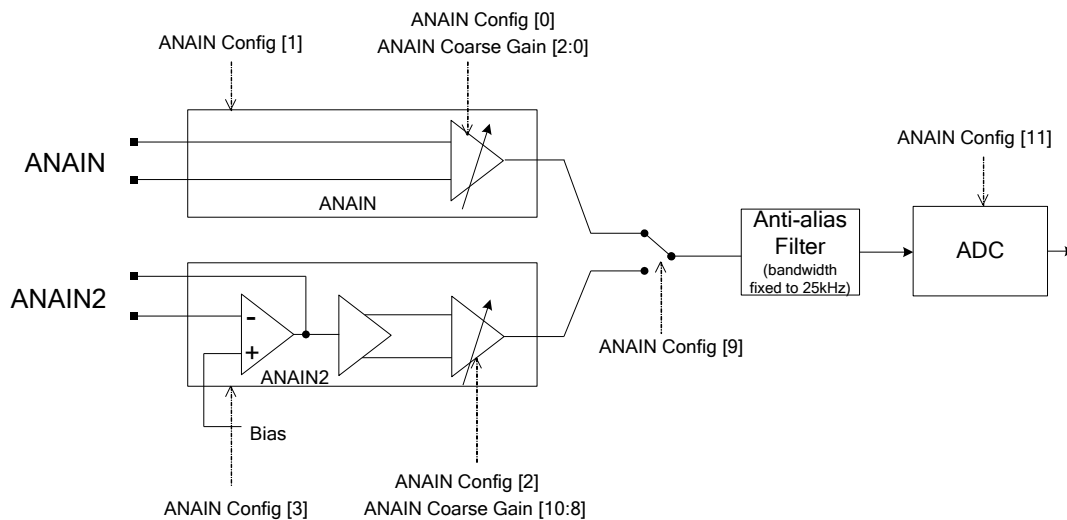 ANAIN Config [0]
ANAIN Coarse Gain [2:0]
ANAIN Config [1]
ANAIN Config [11]
ANAIN
ANAIN
Anti-alias
Filter
(bandwidth
fixed to 25kHz)
ADC
ANAIN2
-
+
ANAIN2
ANAIN Config [9]
Bias
ANAIN Config [2]
ANAIN Coarse Gain [10:8]
ANAIN Config [3]